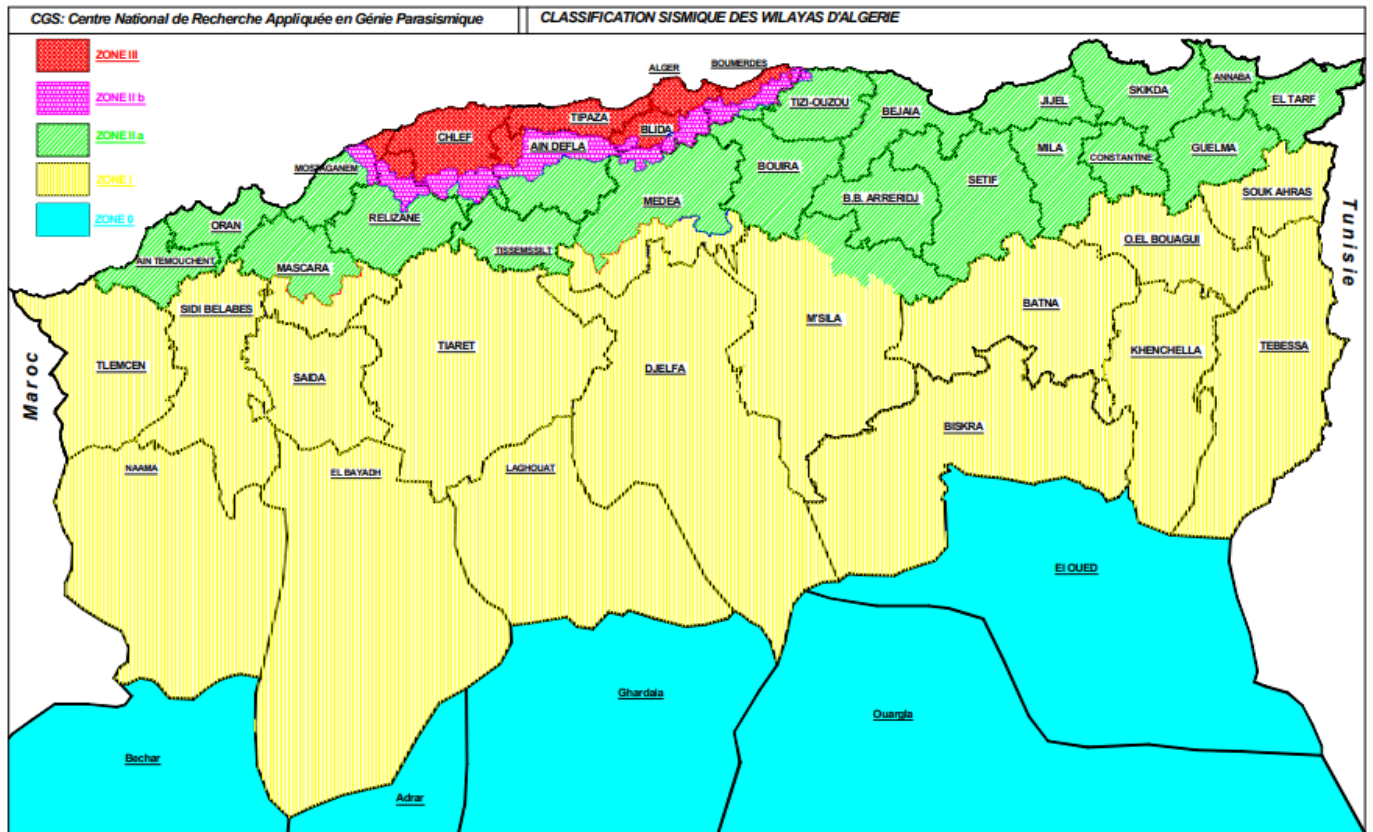 CGS: Centre National de Recherche Appliquée en Génie Parasismique
CLASSIFICATION SISMIQUE DES WILAYAS D'ALGERIE
ZONE III
ZONE II b
ZONE II a
ZONE I
ZONE 0
ALGER
BOUMERDES
TIPAZA
CHLEF
BLIDA
AIN DEFLA
TIZI-OUZOU
BEJAIA
JIJEL
SKIKDA
ANNABA
EL TARF
MOSTAGANEM
BOUIRA
MILA
CONSTANTINE
GUELMA
SETIF
B.B. ARRERIDJ
SOUK AHRAS
MEDEA
RELIZANE
ORAN
TISSEMSSILT
O.EL BOUAGUI
AIN TEMOUCHENT
MASCARA
Tunisie
SIDI BELABES
BATNA
M'SILA
TIARET
KHENCHELLA
TEBESSA
Maroc
TLEMCEN
SAIDA
DJELFA
BISKRA
NAAMA
EL BAYADH
LAGHOUAT
El OUED
Ghardaia
Ouargla
Bechar
Adrar